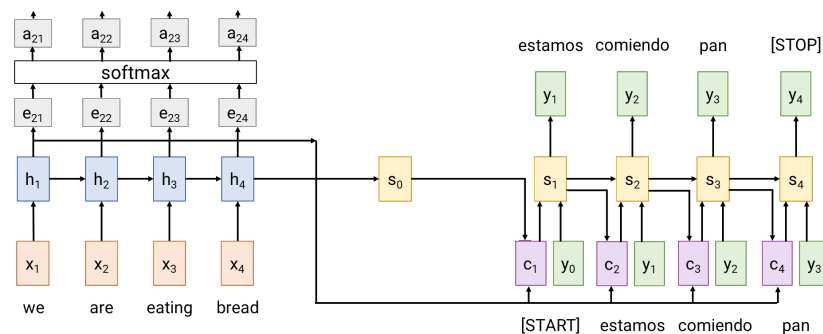 a21 a22 a23 a24
softmax
e21 e22 e23 e24
h1 h2 h3 h4
x1 x2 x3 x4
we are eating bread
s0
estamos comiendo pan [STOP]
y1 y2 y3 y4
s1 s2 s3 s4
c1 y0 c2 y1 c3 y2 c4 y3
[START] estamos comiendo pan